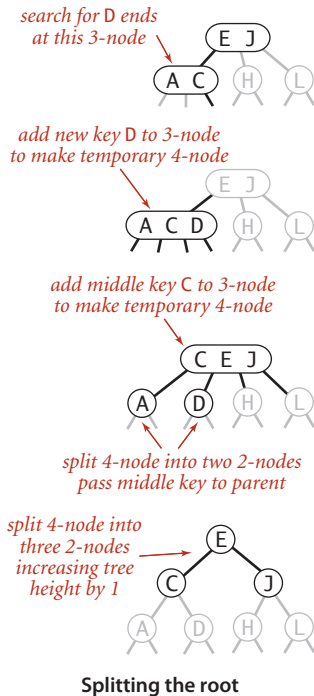 search for D ends
at this 3-node
E J
A C
H
L
add new key D to 3-node
to make temporary 4-node
E J
A C D
H
L
add middle key C to 3-node
to make temporary 4-node
C E J
A
D
H
L
split 4-node into two 2-nodes
pass middle key to parent
split 4-node into
three 2-nodes
increasing tree
height by 1
E
C
J
A
D
H
L
Splitting the root